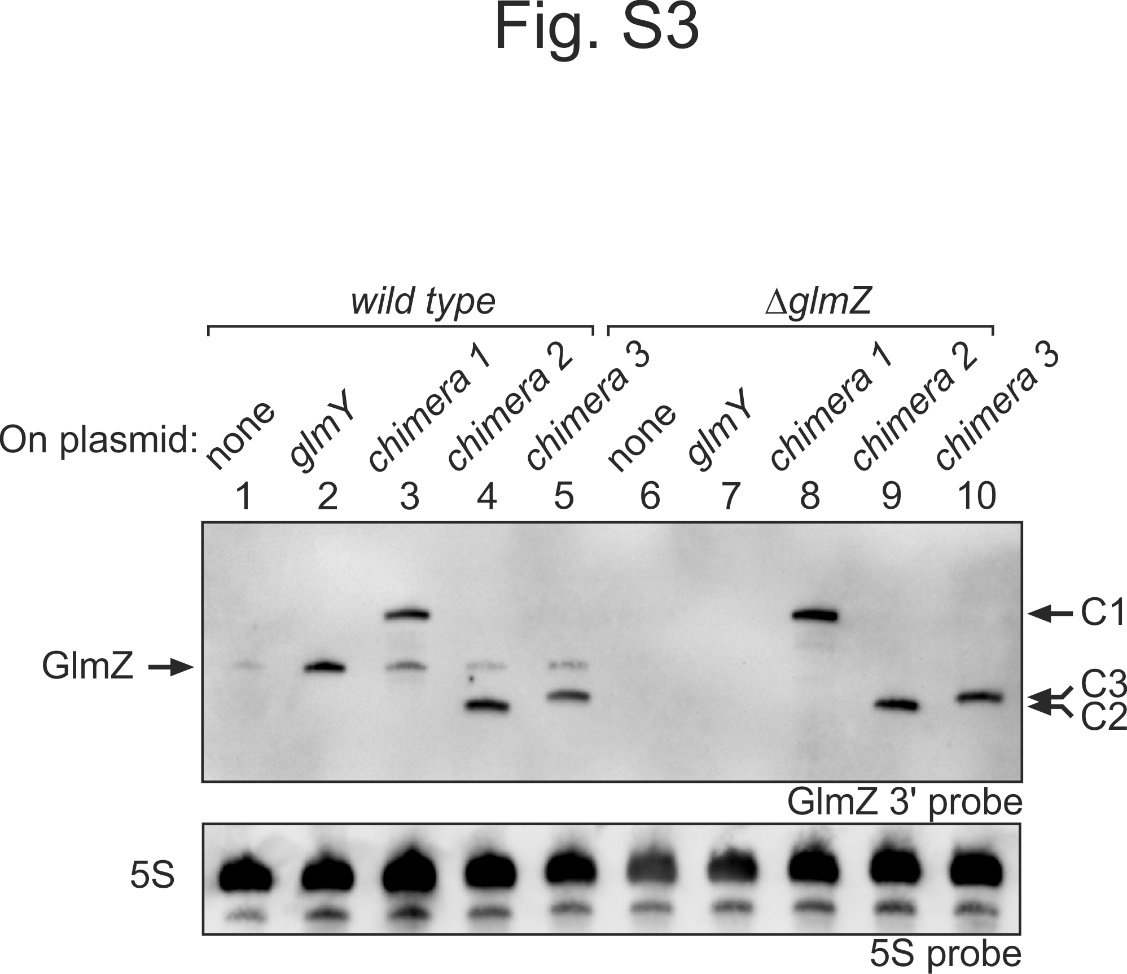 Fig. S3
wild type
ΔglmZ
On plasmid:
none
glmY
chimera 1
chimera 2
chimera 3
none
glmY
chimera 1
chimera 2
chimera 3
1 2 3 4 5 6 7 8 9 10
GlmZ
C1
C3
C2
GlmZ 3' probe
5S
5S probe